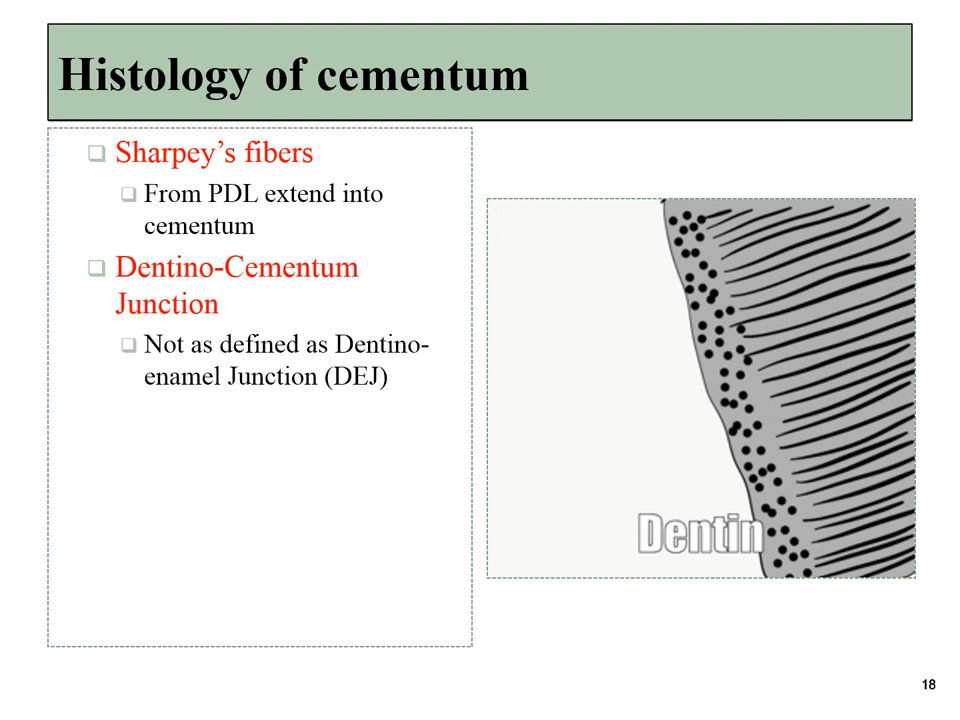 Histology of cementum
Sharpey’s fibers
From PDL extend into
cementum
Dentino-Cementum
Junction
Not as defined as Dentino-
enamel Junction (DEJ)
Dentin
18